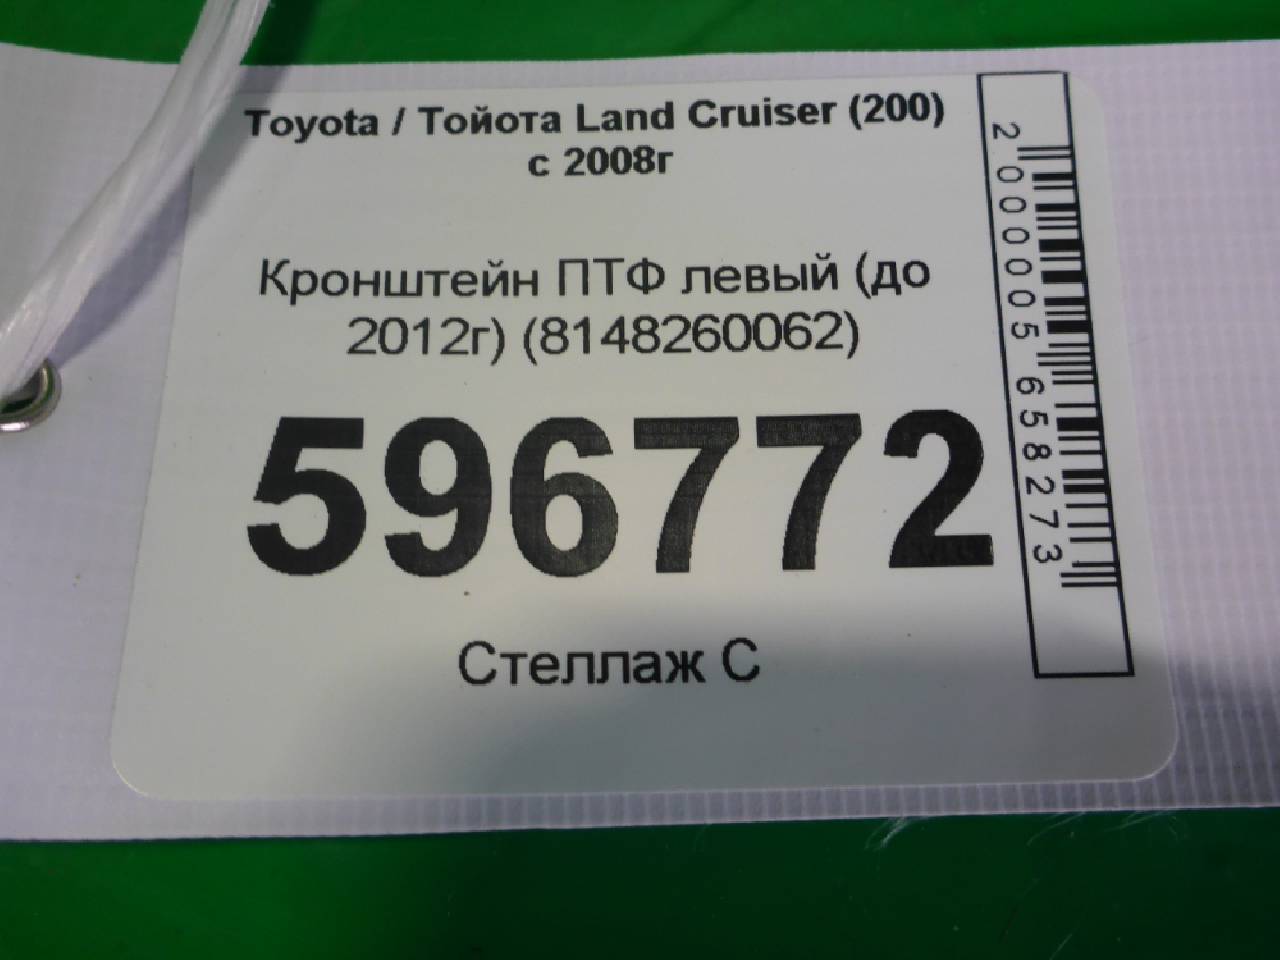 Toyota / Тойота Land Cruiser (200)
с 2008г
Кронштейн ПТФ левый (до
2012г) (8148260062)
596772
Стеллаж С
2000005658273